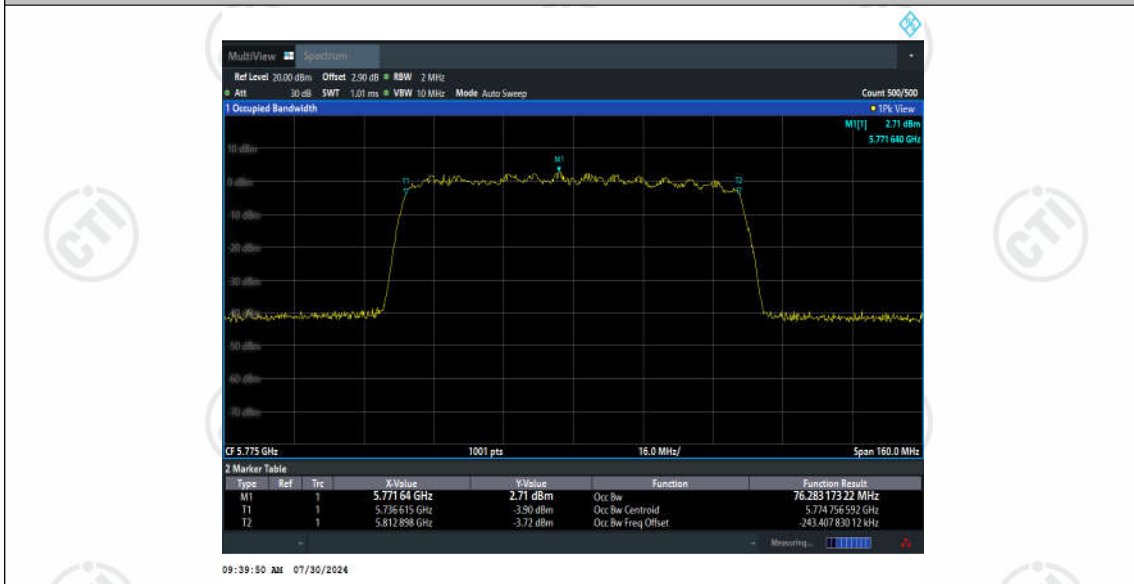 MultiView Spectrum
Ref Level 20.00 dBm Offset 2.90 dB RBW 2 MHz
Att 30 dB SWT 1.01 ms VBW 10 MHz Mode Auto Sweep Count 500/500
1 Occupied Bandwidth 1Pk View
M1[1] 2.71 dBm
5.771 640 GHz
10 dBm
M1
T1
T2
0 dBm
-10 dBm
-20 dBm
-30 dBm
-40 dBm
-50 dBm
-60 dBm
-70 dBm
CF 5.775 GHz 1001 pts 16.0 MHz/ Span 160.0 MHz
2 Marker Table
Type Ref Trc X-Value Y-Value Function Function Result
M1 1 5.771 64 GHz 2.71 dBm Occ Bw 76.283 173 22 MHz
T1 1 5.736 615 GHz -3.90 dBm Occ Bw Centroid 5.774 756 592 GHz
T2 1 5.812 898 GHz -3.72 dBm Occ Bw Freq Offset -243.407 830 12 kHz
Measuring...
09:39:50 AM 07/30/2024
CTI
CTI